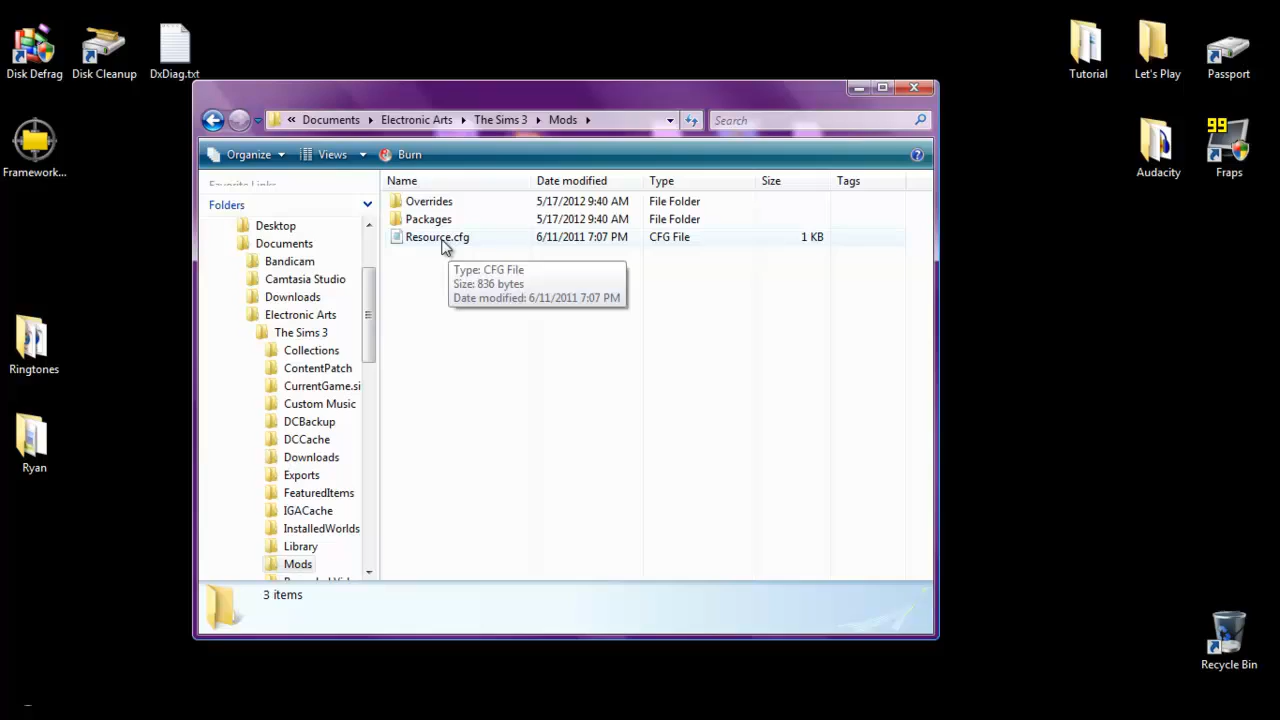 Disk Defrag
Disk Cleanup
DxDiag.txt
Tutorial
Let's Play
Passport
« Documents Electronic Arts The Sims 3 Mods
Search
Framework...
99
Audacity
Fraps
Organize
Views
Burn
Favorite Links
Name
Date modified
Type
Size
Tags
Folders
Overrides 5/17/2012 9:40 AM File Folder
Packages 5/17/2012 9:40 AM File Folder
Resource.cfg 6/11/2011 7:07 PM CFG File 1 KB
Type: CFG File
Size: 836 bytes
Date modified: 6/11/2011 7:07 PM
Desktop
Documents
Bandicam
Camtasia Studio
Downloads
Electronic Arts
The Sims 3
Collections
ContentPatch
CurrentGame.si
Custom Music
DCBackup
DCCache
Downloads
Exports
FeaturedItems
IGACache
InstalledWorlds
Library
Mods
Ringtones
Ryan
3 items
Recycle Bin